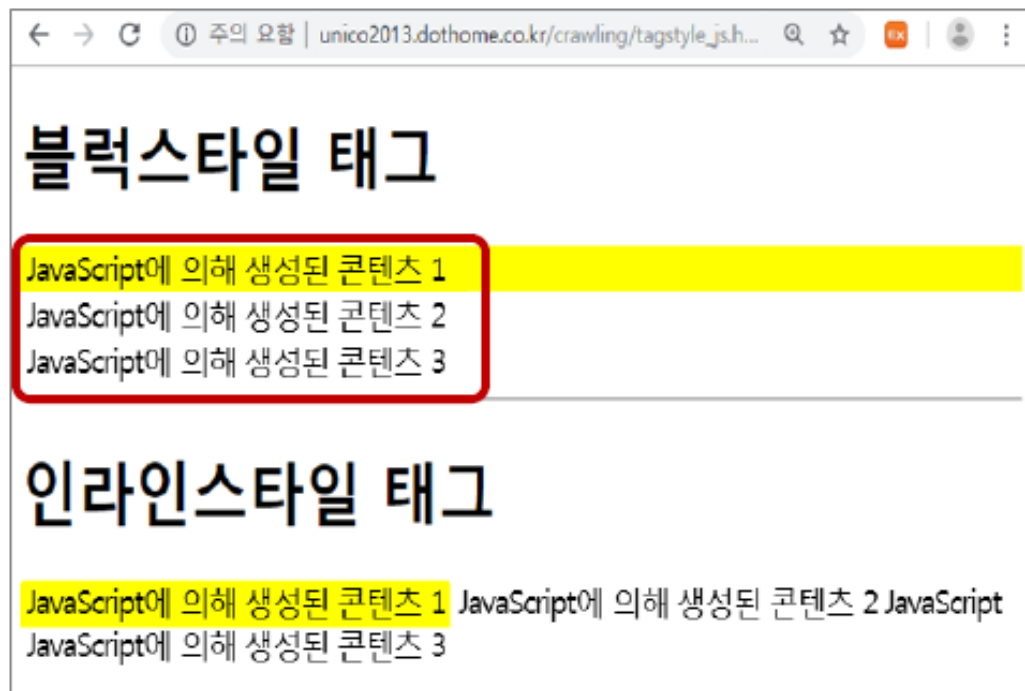 주의 요함 | unico2013.dothome.co.kr/crawling/tagstyle_js.h...
블럭스타일 태그
JavaScript에 의해 생성된 콘텐츠 1
JavaScript에 의해 생성된 콘텐츠 2
JavaScript에 의해 생성된 콘텐츠 3
인라인스타일 태그
JavaScript에 의해 생성된 콘텐츠 1 JavaScript에 의해 생성된 콘텐츠 2 JavaScript
JavaScript에 의해 생성된 콘텐츠 3